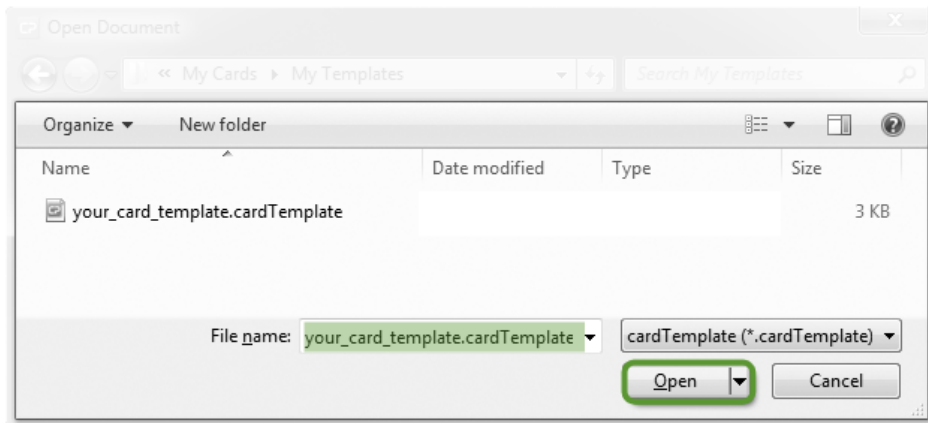 CP Open Document
« My Cards ▸ My Templates Search My Templates
Organize ▾ New folder
Name Date modified Type Size
your_card_template.cardTemplate 3 KB
File name: your_card_template.cardTemplate cardTemplate (*.cardTemplate)
Open Cancel